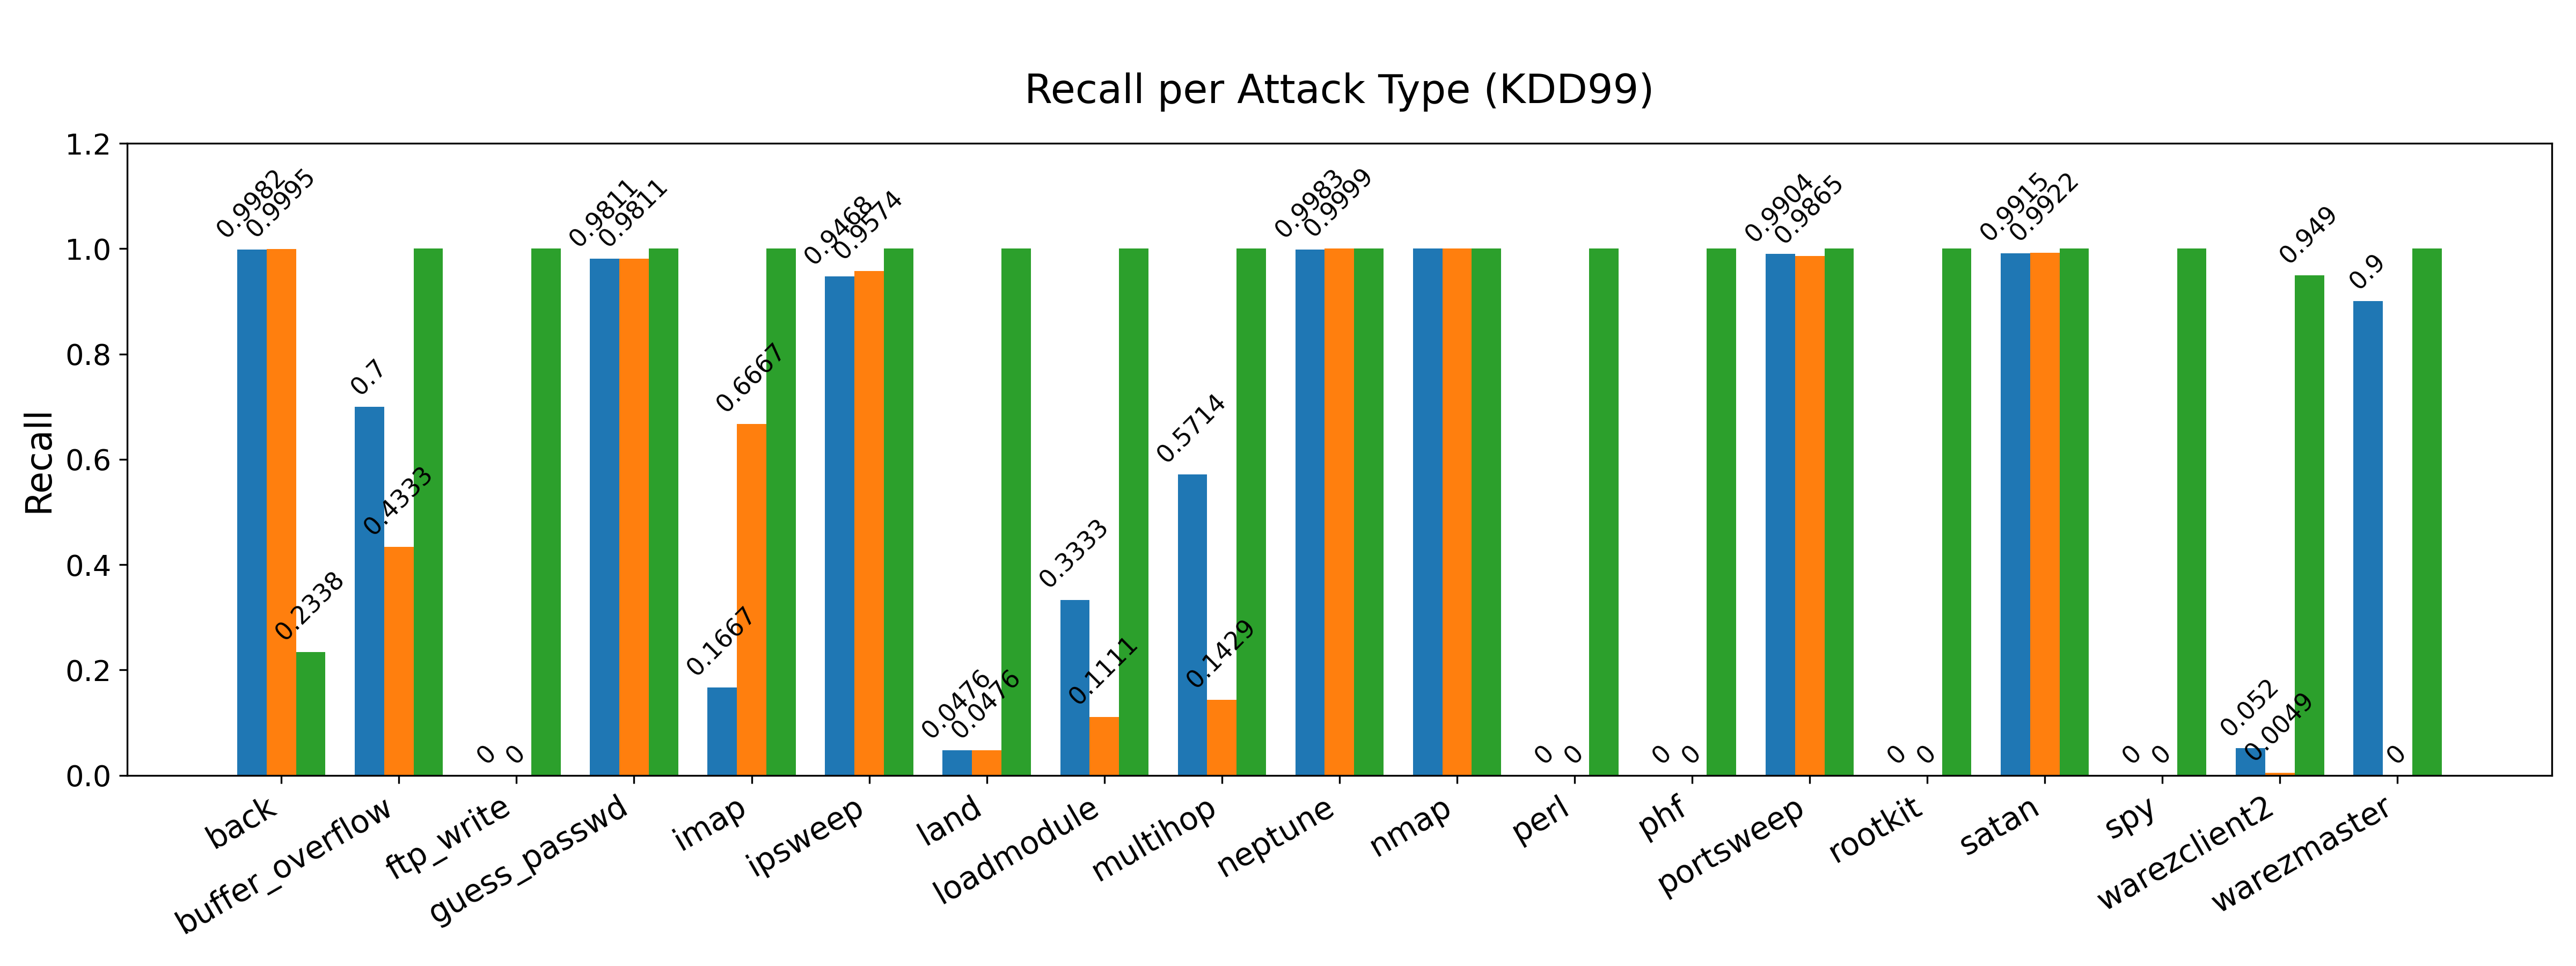 Recall per Attack Type (KDD99)
Recall
1.2
1.0
0.8
0.6
0.4
0.2
0.0
0.9982
0.9995
0.2338
0.7
0.4333
0
0
0.9811
0.9811
0.1667
0.6667
0.9468
0.9574
0.0476
0.0476
0.3333
0.1111
0.5714
0.1429
0.9983
0.9999
0
0
0
0
0.9904
0.9865
0
0
0.9915
0.9922
0
0
0.052
0.0049
0.949
0.9
0
back
buffer_overflow
ftp_write
guess_passwd
imap
ipsweep
land
loadmodule
multihop
neptune
nmap
perl
phf
portsweep
rootkit
satan
spy
warezclient2
warezmaster